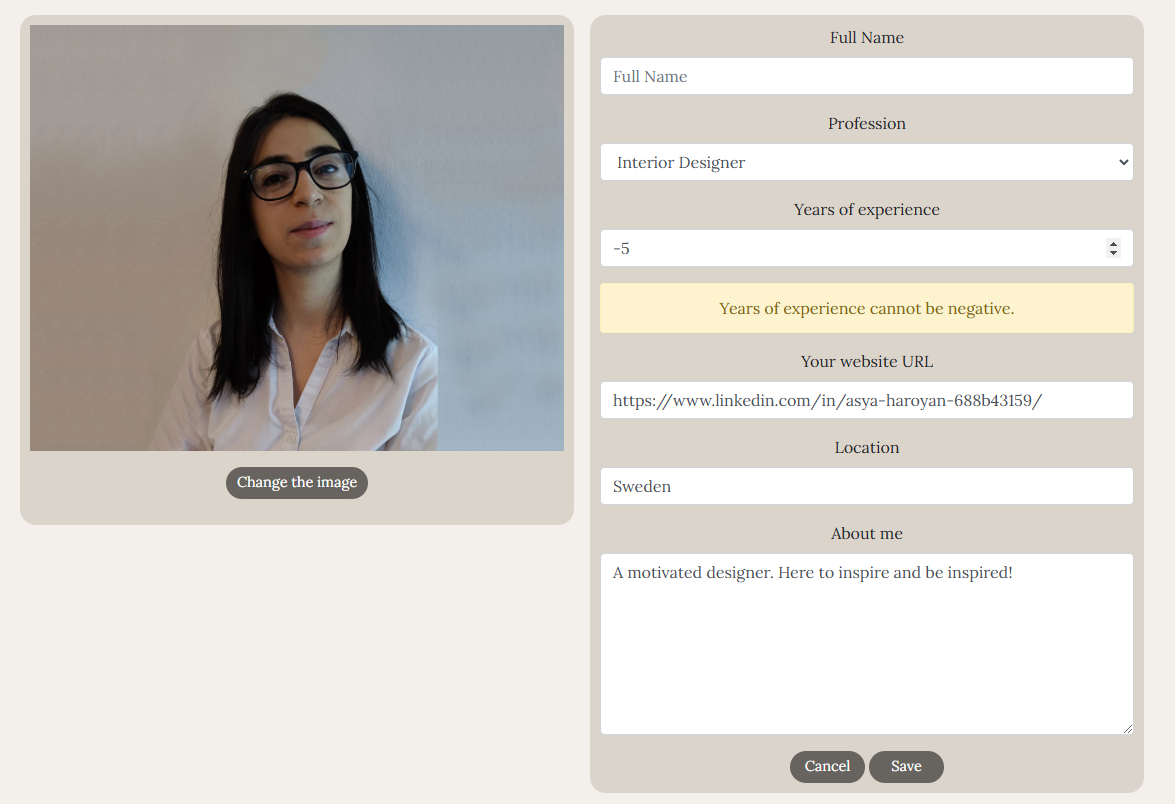 Change the image
Full Name
Full Name
Profession
Interior Designer
Years of experience
-5
Years of experience cannot be negative.
Your website URL
https://www.linkedin.com/in/asya-haroyan-688b43159/
Location
Sweden
About me
A motivated designer. Here to inspire and be inspired!
Cancel Save